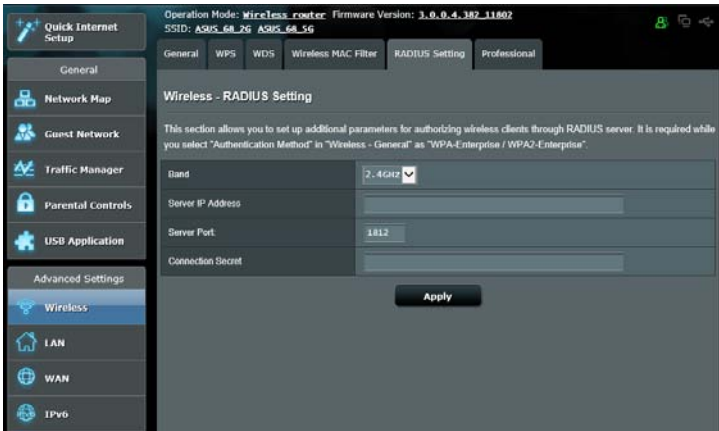 Quick Internet
Setup
General
Network Map
Guest Network
Traffic Manager
Parental Controls
USB Application
Advanced Settings
Wireless
LAN
WAN
IPv6
Operation Mode: Wireless router Firmware Version: 3.0.0.4.382_11802
SSID: ASUS_68_2G ASUS_68_5G
General WPS WDS Wireless MAC Filter RADIUS Setting Professional
Wireless - RADIUS Setting
This section allows you to set up additional parameters for authorizing wireless clients through RADIUS server. It is required while
you select "Authentication Method" in "Wireless - General" as "WPA-Enterprise / WPA2-Enterprise".
Band 2.4GHz
Server IP Address
Server Port: 1812
Connection Secret
Apply